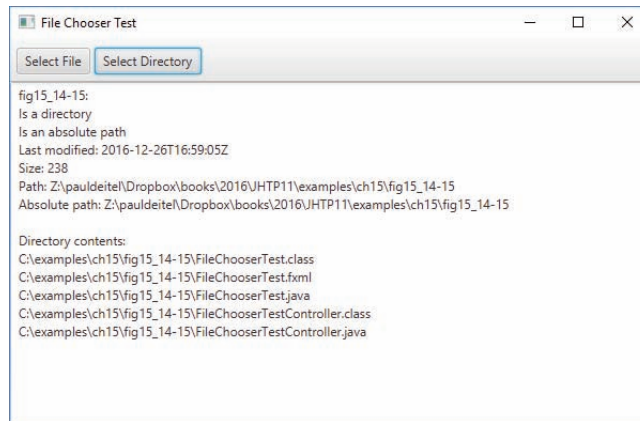 File Chooser Test
Select File Select Directory
fig15_14-15:
Is a directory
Is an absolute path
Last modified: 2016-12-26T16:59:05Z
Size: 238
Path: Z:\pauldeitel\Dropbox\books\2016\JHTP11\examples\ch15\fig15_14-15
Absolute path: Z:\pauldeitel\Dropbox\books\2016\JHTP11\examples\ch15\fig15_14-15
Directory contents:
C:\examples\ch15\fig15_14-15\FileChooserTest.class
C:\examples\ch15\fig15_14-15\FileChooserTest.fxml
C:\examples\ch15\fig15_14-15\FileChooserTest.java
C:\examples\ch15\fig15_14-15\FileChooserTestController.class
C:\examples\ch15\fig15_14-15\FileChooserTestController.java